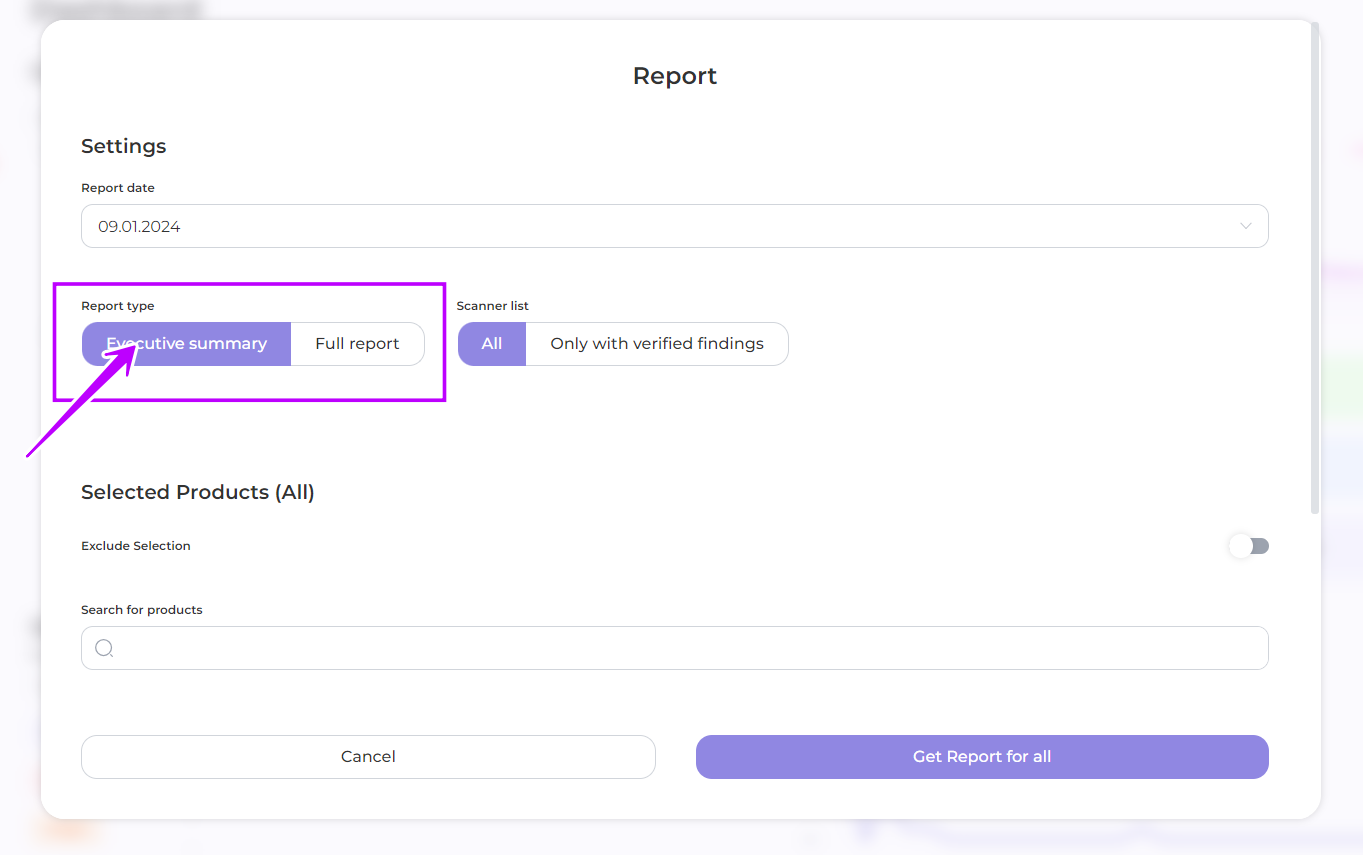 Dashboard
Report
Settings
Report date
09.01.2024
Report type
Scanner list
Executive summary
Full report
All
Only with verified findings
Selected Products (All)
Exclude Selection
Search for products
Cancel
Get Report for all